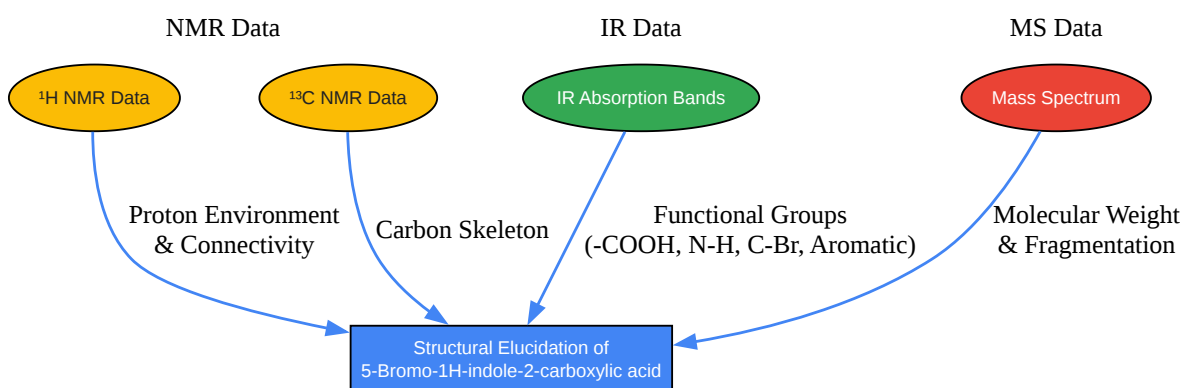 NMR Data
IR Data
MS Data
¹H NMR Data
¹³C NMR Data
IR Absorption Bands
Mass Spectrum
Proton Environment
& Connectivity
Carbon Skeleton
Functional Groups
(-COOH, N-H, C-Br, Aromatic)
Molecular Weight
& Fragmentation
Structural Elucidation of
5-Bromo-1H-indole-2-carboxylic acid